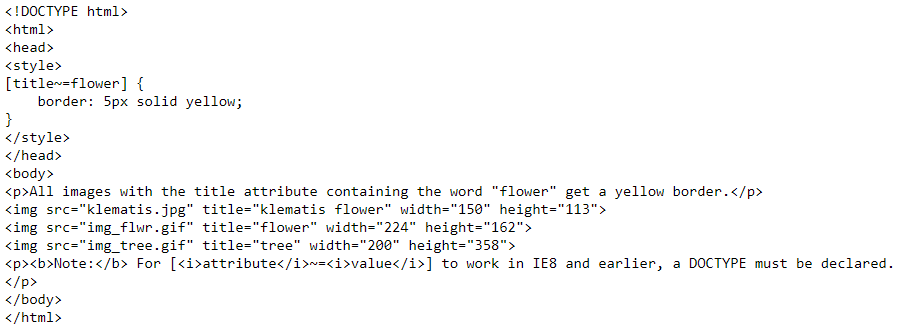 <!DOCTYPE html>
<html>
<head>
<style>
[title~=flower] {
    border: 5px solid yellow;
}
</style>
</head>
<body>
<p>All images with the title attribute containing the word "flower" get a yellow border.</p>
<img src="klematis.jpg" title="klematis flower" width="150" height="113">
<img src="img_flwr.gif" title="flower" width="224" height="162">
<img src="img_tree.gif" title="tree" width="200" height="358">
<p><b>Note:</b> For [<i>attribute</i>~=<i>value</i>] to work in IE8 and earlier, a DOCTYPE must be declared.
</p>
</body>
</html>